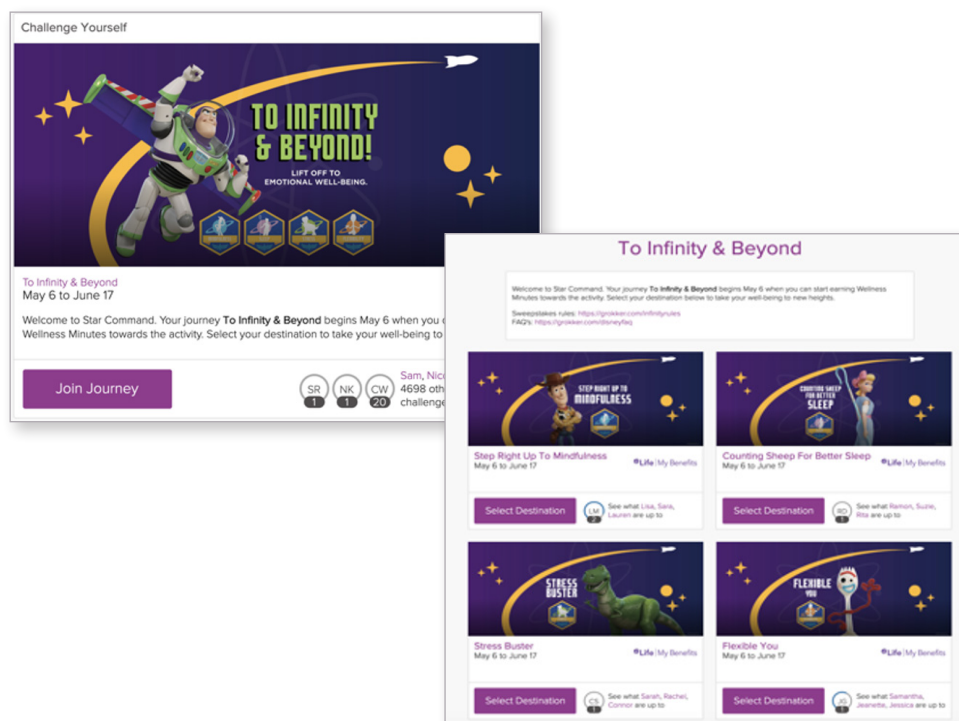 Challenge Yourself
TO INFINITY
& BEYOND!
LIFT OFF TO
EMOTIONAL WELL-BEING.
To Infinity & Beyond
May 6 to June 17
Welcome to Star Command. Your journey To Infinity & Beyond begins May 6 when you
Wellness Minutes towards the activity. Select your destination to take your well-being to
Join Journey
SR
1
NK
1
CW
20
Sam,
4698
To Infinity & Beyond
Welcome to Star Command. Your journey To Infinity & Beyond begins May 6 when you can start earning Wellness
Minutes towards the activity. Select your destination below to take your well-being to new heights.
Sweepstakes rules: https://grokker.com/infinityrules
FAQ's: https://grokker.com/disneyfaq
STEP RIGHT UP TO
MINDFULNESS
Step Right Up To Mindfulness
May 6 to June 17
Life | My Benefits
Select Destination
LM
2
See what Lisa, Sara,
Lauren are up to
COUNTING SHEEP
FOR BETTER
SLEEP
Counting Sheep For Better Sleep
May 6 to June 17
Life | My Benefits
Select Destination
RD
1
See what Ramon, Suzie,
Rita are up to
STRESS
BUSTER
Stress Buster
May 6 to June 17
Life | My Benefits
Select Destination
CS
1
See what Sarah, Rachel,
Connor are up to
FLEXIBLE
YOU
Flexible You
May 6 to June 17
Life | My Benefits
Select Destination
JG
1
See what Samantha,
Jeanette, Jessica are up to